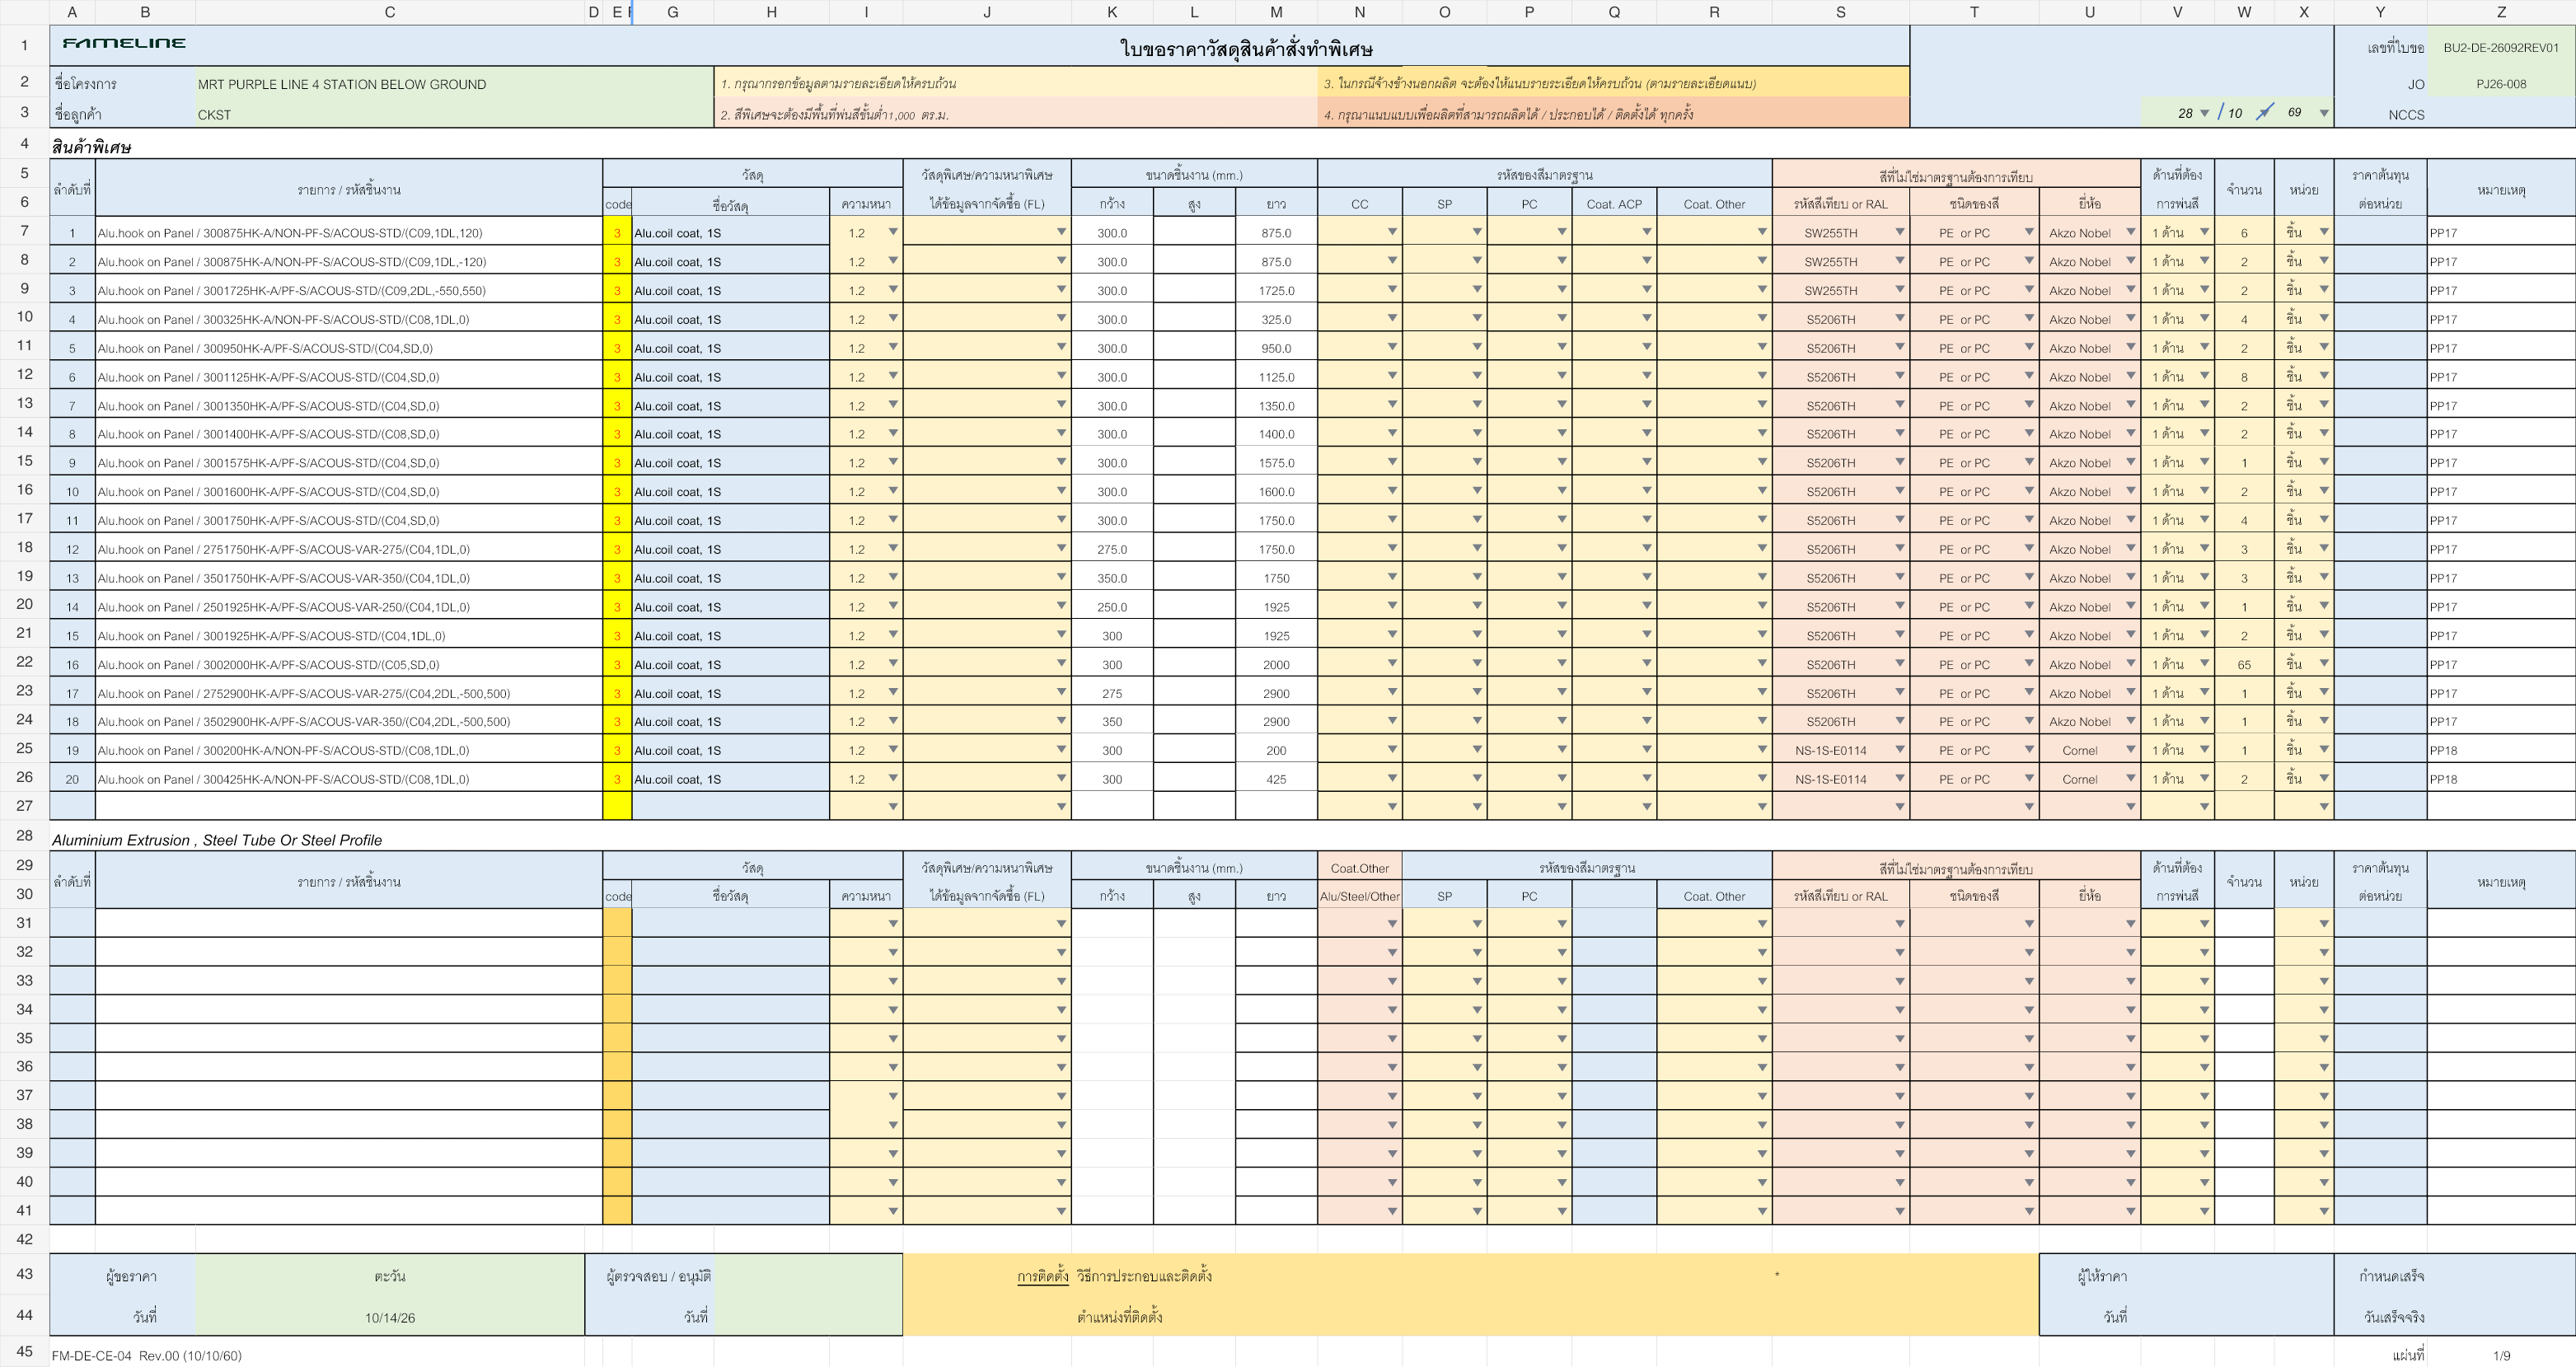 A B C D E F G H I J K L M N O P Q R S T U V W X Y Z
1 FAMELINE ใบขอราคาวัสดุสินค้าสั่งทำพิเศษ เลขที่ใบขอ BU2-DE-26092REV01
2 ชื่อโครงการ MRT PURPLE LINE 4 STATION BELOW GROUND 1. กรุณากรอกข้อมูลตามรายละเอียดให้ครบถ้วน 3. ในกรณีจ้างข้างนอกผลิต จะต้องให้แนบรายระเอียดให้ครบถ้วน (ตามรายละเอียดแนบ) JO PJ26-008
3 ชื่อลูกค้า CKST 2. สีพิเศษจะต้องมีพื้นที่พ่นสีขั้นต่ำ1,000 ตร.ม. 4. กรุณาแนบแบบเพื่อผลิตที่สามารถผลิตได้ / ประกอบได้ / ติดตั้งได้ ทุกครั้ง 28 / 10 / 69 NCCS
4 สินค้าพิเศษ
5 ลำดับที่ รายการ / รหัสชิ้นงาน วัสดุ วัสดุพิเศษ/ความหนาพิเศษ ขนาดชิ้นงาน (mm.) รหัสของสีมาตรฐาน สีที่ไม่ใช่มาตรฐานต้องการเทียบ ด้านที่ต้อง จำนวน หน่วย ราคาต้นทุน หมายเหตุ
6 code ชื่อวัสดุ ความหนา ได้ข้อมูลจากจัดซื้อ (FL) กว้าง สูง ยาว CC SP PC Coat. ACP Coat. Other รหัสสีเทียบ or RAL ชนิดของสี ยี่ห้อ การพ่นสี ต่อหน่วย
7 1 Alu.hook on Panel / 300875HK-A/NON-PF-S/ACOUS-STD/(C09,1DL,120) 3 Alu.coil coat, 1S 1.2 300.0 875.0 SW255TH PE or PC Akzo Nobel 1 ด้าน 6 ชิ้น PP17
8 2 Alu.hook on Panel / 300875HK-A/NON-PF-S/ACOUS-STD/(C09,1DL,-120) 3 Alu.coil coat, 1S 1.2 300.0 875.0 SW255TH PE or PC Akzo Nobel 1 ด้าน 2 ชิ้น PP17
9 3 Alu.hook on Panel / 3001725HK-A/PF-S/ACOUS-STD/(C09,2DL,-550,550) 3 Alu.coil coat, 1S 1.2 300.0 1725.0 SW255TH PE or PC Akzo Nobel 1 ด้าน 2 ชิ้น PP17
10 4 Alu.hook on Panel / 300325HK-A/NON-PF-S/ACOUS-STD/(C08,1DL,0) 3 Alu.coil coat, 1S 1.2 300.0 325.0 S5206TH PE or PC Akzo Nobel 1 ด้าน 4 ชิ้น PP17
11 5 Alu.hook on Panel / 300950HK-A/PF-S/ACOUS-STD/(C04,SD,0) 3 Alu.coil coat, 1S 1.2 300.0 950.0 S5206TH PE or PC Akzo Nobel 1 ด้าน 2 ชิ้น PP17
12 6 Alu.hook on Panel / 3001125HK-A/PF-S/ACOUS-STD/(C04,SD,0) 3 Alu.coil coat, 1S 1.2 300.0 1125.0 S5206TH PE or PC Akzo Nobel 1 ด้าน 8 ชิ้น PP17
13 7 Alu.hook on Panel / 3001350HK-A/PF-S/ACOUS-STD/(C04,SD,0) 3 Alu.coil coat, 1S 1.2 300.0 1350.0 S5206TH PE or PC Akzo Nobel 1 ด้าน 2 ชิ้น PP17
14 8 Alu.hook on Panel / 3001400HK-A/PF-S/ACOUS-STD/(C08,SD,0) 3 Alu.coil coat, 1S 1.2 300.0 1400.0 S5206TH PE or PC Akzo Nobel 1 ด้าน 2 ชิ้น PP17
15 9 Alu.hook on Panel / 3001575HK-A/PF-S/ACOUS-STD/(C04,SD,0) 3 Alu.coil coat, 1S 1.2 300.0 1575.0 S5206TH PE or PC Akzo Nobel 1 ด้าน 1 ชิ้น PP17
16 10 Alu.hook on Panel / 3001600HK-A/PF-S/ACOUS-STD/(C04,SD,0) 3 Alu.coil coat, 1S 1.2 300.0 1600.0 S5206TH PE or PC Akzo Nobel 1 ด้าน 2 ชิ้น PP17
17 11 Alu.hook on Panel / 3001750HK-A/PF-S/ACOUS-STD/(C04,SD,0) 3 Alu.coil coat, 1S 1.2 300.0 1750.0 S5206TH PE or PC Akzo Nobel 1 ด้าน 4 ชิ้น PP17
18 12 Alu.hook on Panel / 2751750HK-A/PF-S/ACOUS-VAR-275/(C04,1DL,0) 3 Alu.coil coat, 1S 1.2 275.0 1750.0 S5206TH PE or PC Akzo Nobel 1 ด้าน 3 ชิ้น PP17
19 13 Alu.hook on Panel / 3501750HK-A/PF-S/ACOUS-VAR-350/(C04,1DL,0) 3 Alu.coil coat, 1S 1.2 350.0 1750 S5206TH PE or PC Akzo Nobel 1 ด้าน 3 ชิ้น PP17
20 14 Alu.hook on Panel / 2501925HK-A/PF-S/ACOUS-VAR-250/(C04,1DL,0) 3 Alu.coil coat, 1S 1.2 250.0 1925 S5206TH PE or PC Akzo Nobel 1 ด้าน 1 ชิ้น PP17
21 15 Alu.hook on Panel / 3001925HK-A/PF-S/ACOUS-STD/(C04,1DL,0) 3 Alu.coil coat, 1S 1.2 300 1925 S5206TH PE or PC Akzo Nobel 1 ด้าน 2 ชิ้น PP17
22 16 Alu.hook on Panel / 3002000HK-A/PF-S/ACOUS-STD/(C05,SD,0) 3 Alu.coil coat, 1S 1.2 300 2000 S5206TH PE or PC Akzo Nobel 1 ด้าน 65 ชิ้น PP17
23 17 Alu.hook on Panel / 2752900HK-A/PF-S/ACOUS-VAR-275/(C04,2DL,-500,500) 3 Alu.coil coat, 1S 1.2 275 2900 S5206TH PE or PC Akzo Nobel 1 ด้าน 1 ชิ้น PP17
24 18 Alu.hook on Panel / 3502900HK-A/PF-S/ACOUS-VAR-350/(C04,2DL,-500,500) 3 Alu.coil coat, 1S 1.2 350 2900 S5206TH PE or PC Akzo Nobel 1 ด้าน 1 ชิ้น PP17
25 19 Alu.hook on Panel / 300200HK-A/NON-PF-S/ACOUS-STD/(C08,1DL,0) 3 Alu.coil coat, 1S 1.2 300 200 NS-1S-E0114 PE or PC Cornel 1 ด้าน 1 ชิ้น PP18
26 20 Alu.hook on Panel / 300425HK-A/NON-PF-S/ACOUS-STD/(C08,1DL,0) 3 Alu.coil coat, 1S 1.2 300 425 NS-1S-E0114 PE or PC Cornel 1 ด้าน 2 ชิ้น PP18
27
28 Aluminium Extrusion , Steel Tube Or Steel Profile
29 ลำดับที่ รายการ / รหัสชิ้นงาน วัสดุ วัสดุพิเศษ/ความหนาพิเศษ ขนาดชิ้นงาน (mm.) Coat.Other รหัสของสีมาตรฐาน สีที่ไม่ใช่มาตรฐานต้องการเทียบ ด้านที่ต้อง จำนวน หน่วย ราคาต้นทุน หมายเหตุ
30 code ชื่อวัสดุ ความหนา ได้ข้อมูลจากจัดซื้อ (FL) กว้าง สูง ยาว Alu/Steel/Other SP PC Coat. Other รหัสสีเทียบ or RAL ชนิดของสี ยี่ห้อ การพ่นสี ต่อหน่วย
31
32
33
34
35
36
37
38
39
40
41
42
43 ผู้ขอราคา ตะวัน ผู้ตรวจสอบ / อนุมัติ การติดตั้ง วิธีการประกอบและติดตั้ง * ผู้ให้ราคา กำหนดเสร็จ
44 วันที่ 10/14/26 วันที่ ตำแหน่งที่ติดตั้ง วันที่ วันเสร็จจริง
45 FM-DE-CE-04 Rev.00 (10/10/60) แผ่นที่ 1/9